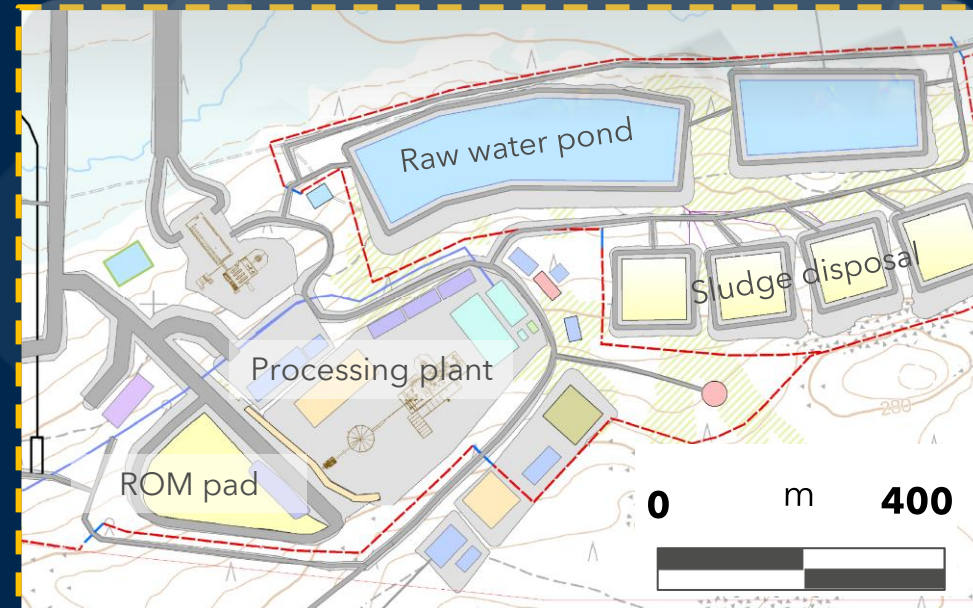 Raw water pond
Sludge disposal
Processing plant
280
ROM pad
0 m 400